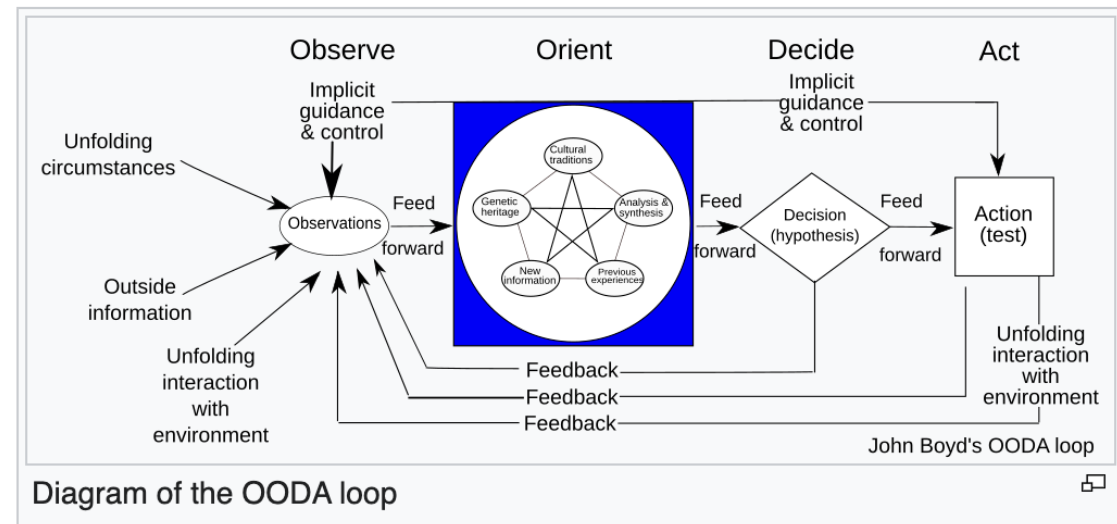 Observe
Orient
Decide
Act
Implicit
guidance
& control
Implicit
guidance
& control
Unfolding
circumstances
Cultural
traditions
Genetic
heritage
Analysis &
synthesis
New
information
Previous
experiences
Observations
Feed
forward
Feed
forward
Decision
(hypothesis)
Feed
forward
Action
(test)
Outside
information
Unfolding
interaction
with
environment
Unfolding
interaction
with
environment
Feedback
Feedback
Feedback
John Boyd's OODA loop
Diagram of the OODA loop